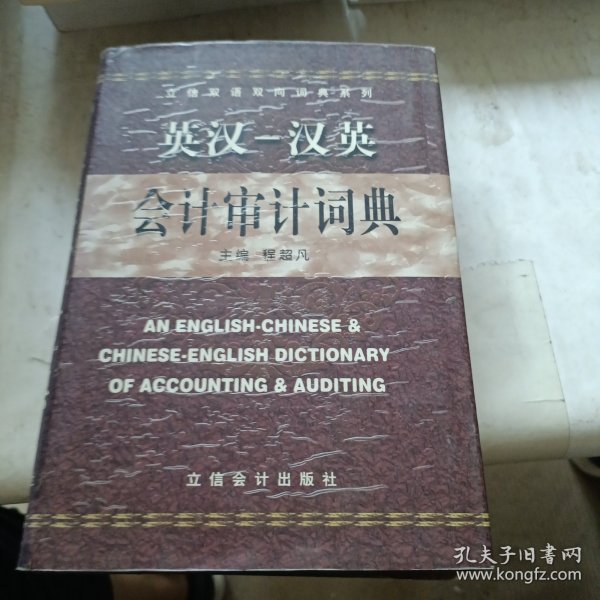 立信双语双向词典系列
英汉－汉英
会计审计词典
主编 程超凡
AN ENGLISH-CHINESE &
CHINESE-ENGLISH DICTIONARY
OF ACCOUNTING & AUDITING
立信会计出版社
孔夫子旧书网
www.kongfz.com